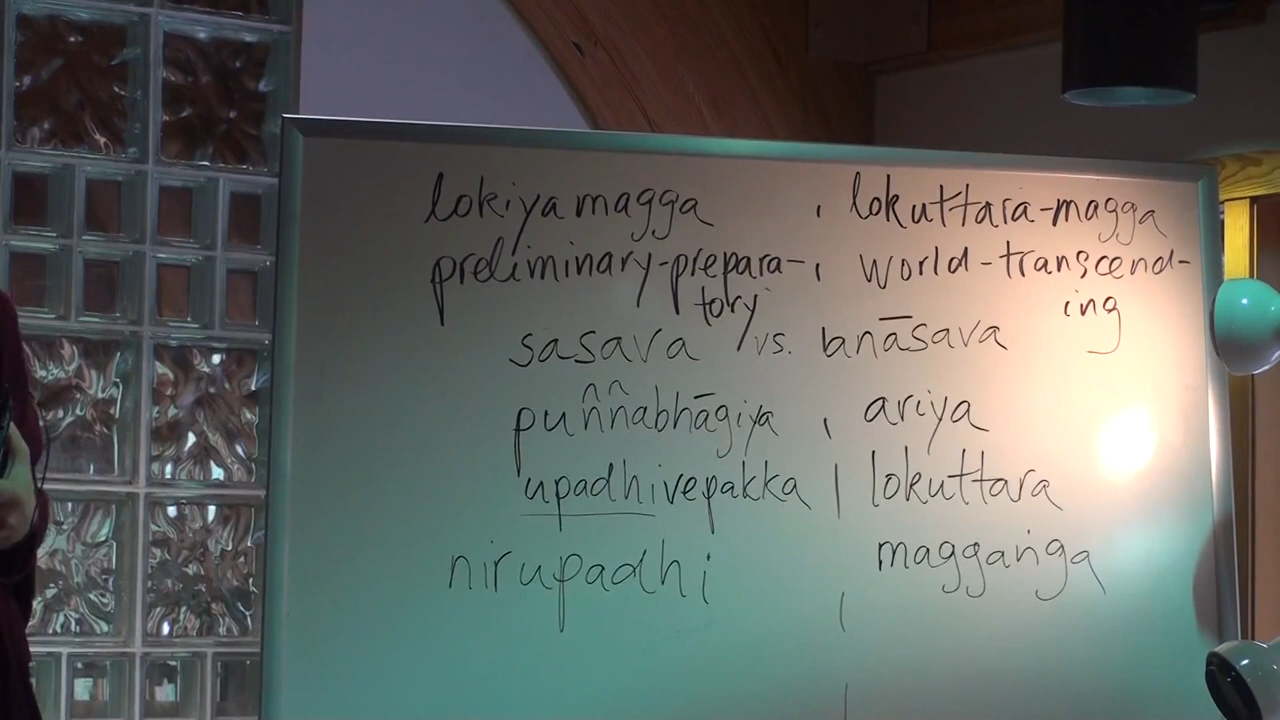 lokiyamagga , lokuttara-magga
preliminary-prepara- , world-transcend-
tory ing
sasava vs. anāsava
puññabhāgiya , ariya
upadhivepakka | lokuttara
nirupadhi maggaṅga